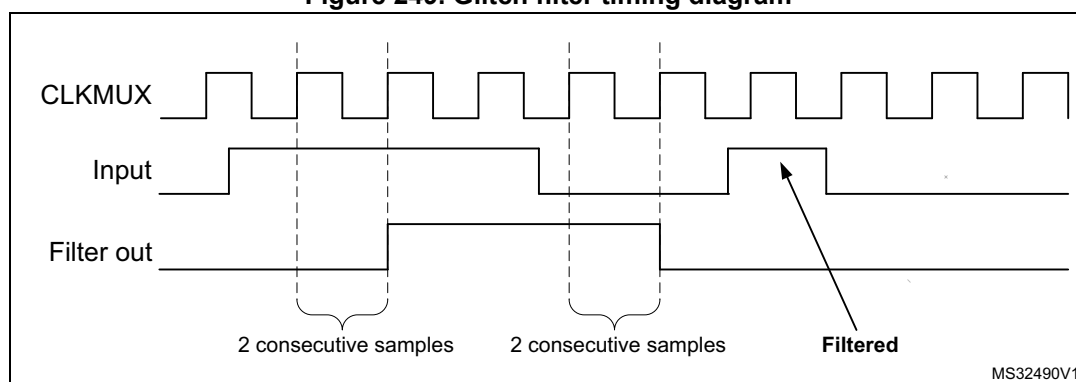 Figure 240. Glitch filter timing diagram
CLKMUX
Input
Filter out
2 consecutive samples
2 consecutive samples
Filtered
MS32490V1